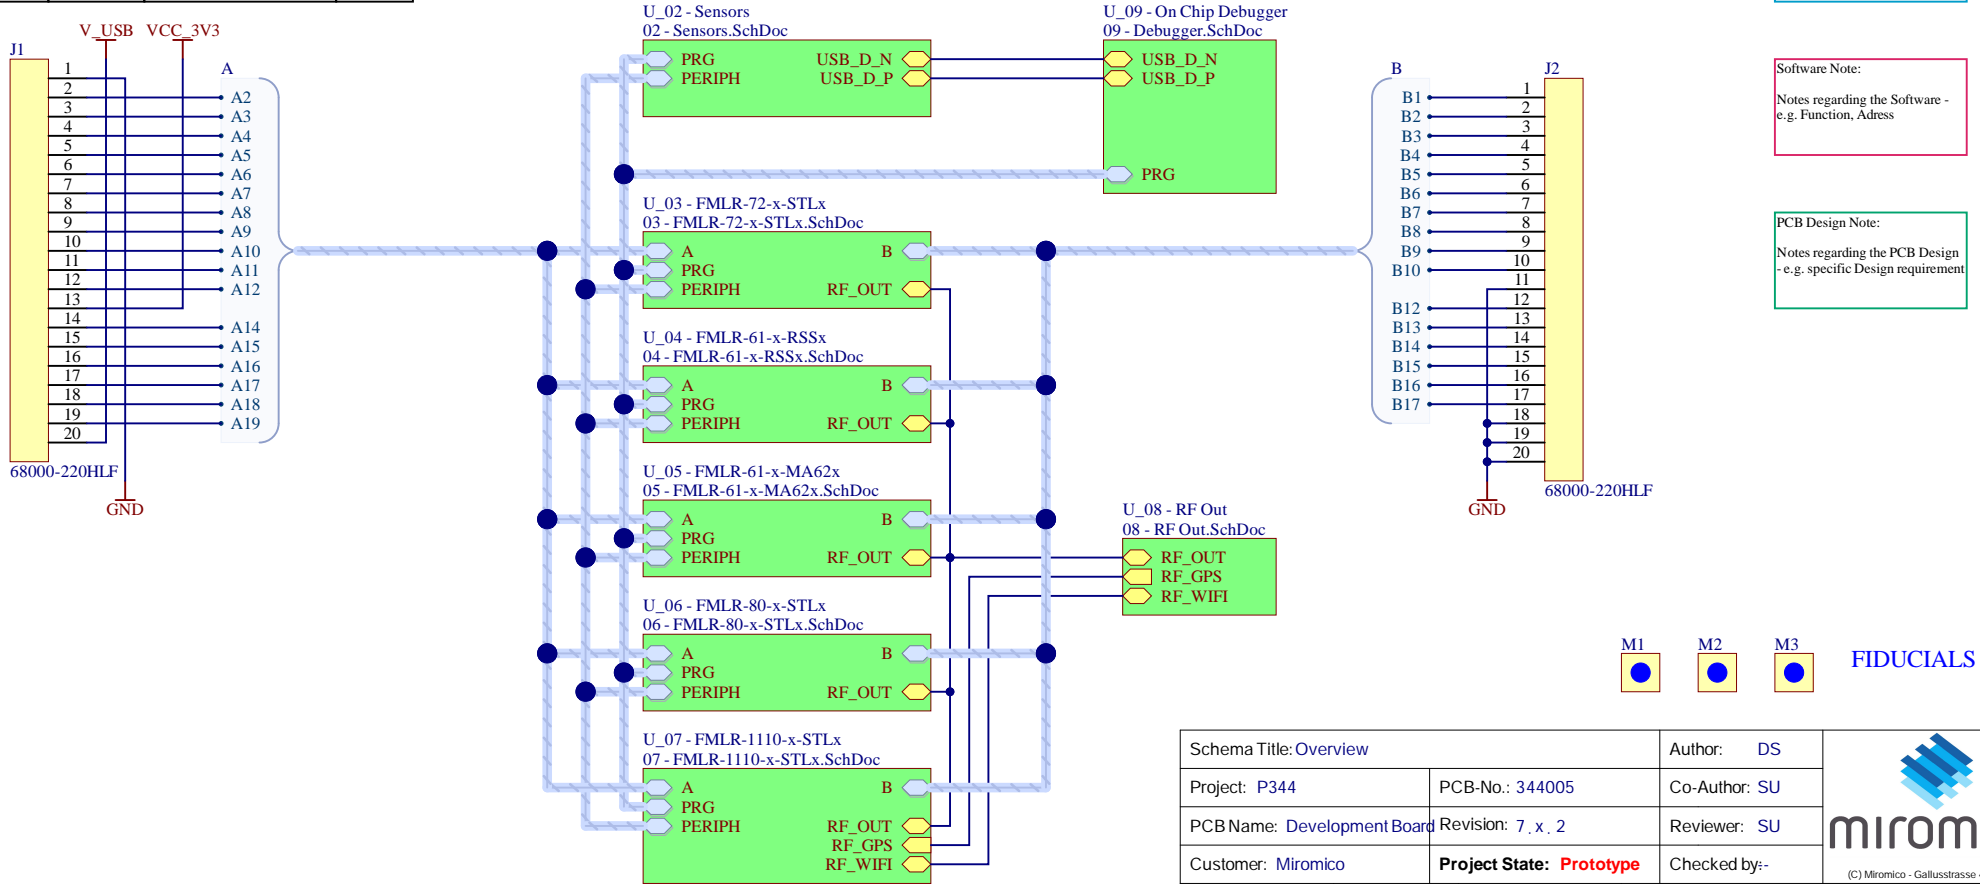 U_02 - Sensors
02 - Sensors.SchDoc
PRG
PERIPH
USB_D_N
USB_D_P
U_09 - On Chip Debugger
09 - Debugger.SchDoc
USB_D_N
USB_D_P
PRG
V_USB
VCC_3V3
J1
1
2
3
4
5
6
7
8
9
10
11
12
13
14
15
16
17
18
19
20
68000-220HLF
GND
A
A2
A3
A4
A5
A6
A7
A8
A9
A10
A11
A12
A14
A15
A16
A17
A18
A19
U_03 - FMLR-72-x-STLx
03 - FMLR-72-x-STLx.SchDoc
A
PRG
PERIPH
B
RF_OUT
U_04 - FMLR-61-x-RSSx
04 - FMLR-61-x-RSSx.SchDoc
A
PRG
PERIPH
B
RF_OUT
U_05 - FMLR-61-x-MA62x
05 - FMLR-61-x-MA62x.SchDoc
A
PRG
PERIPH
B
RF_OUT
U_06 - FMLR-80-x-STLx
06 - FMLR-80-x-STLx.SchDoc
A
PRG
PERIPH
B
RF_OUT
U_07 - FMLR-1110-x-STLx
07 - FMLR-1110-x-STLx.SchDoc
A
PRG
PERIPH
B
RF_OUT
RF_GPS
RF_WIFI
U_08 - RF Out
08 - RF Out.SchDoc
RF_OUT
RF_GPS
RF_WIFI
B
B1
B2
B3
B4
B5
B6
B7
B8
B9
B10
B12
B13
B14
B15
B16
B17
J2
1
2
3
4
5
6
7
8
9
10
11
12
13
14
15
16
17
18
19
20
68000-220HLF
GND
Software Note:
Notes regarding the Software -
e.g. Function, Adress
PCB Design Note:
Notes regarding the PCB Design
- e.g. specific Design requirement
M1
M2
M3
FIDUCIALS
Schema Title: Overview
Author: DS
Project: P344
PCB-No.: 344005
Co-Author: SU
PCB Name: Development Board
Revision: 7 . x . 2
Reviewer: SU
Customer: Miromico
Project State: Prototype
Checked by:-
mirom
(C) Miromico - Gallusstrasse